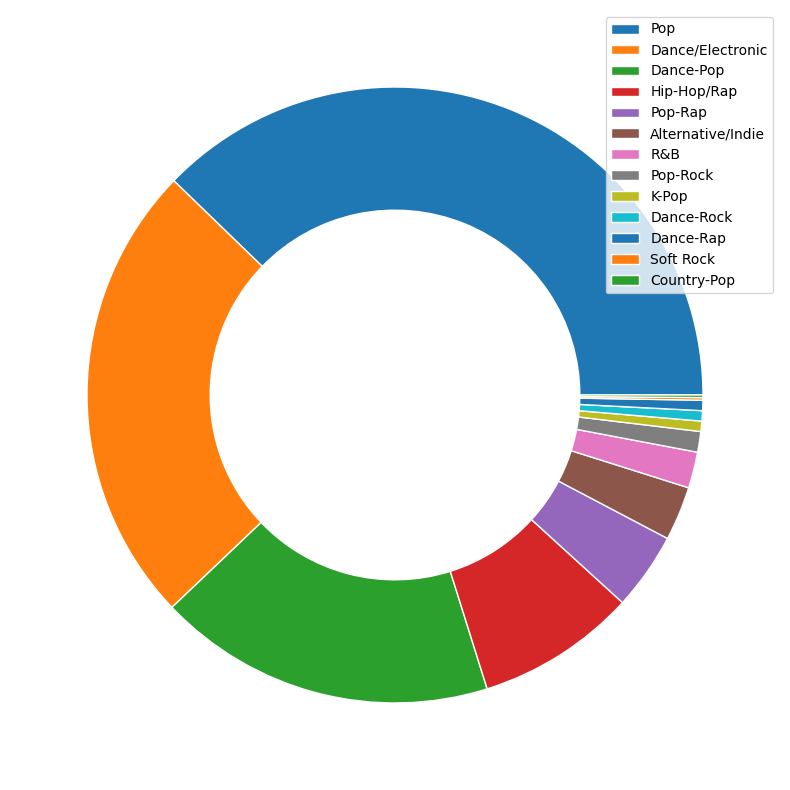 Pop
Dance/Electronic
Dance-Pop
Hip-Hop/Rap
Pop-Rap
Alternative/Indie
R&B
Pop-Rock
K-Pop
Dance-Rock
Dance-Rap
Soft Rock
Country-Pop